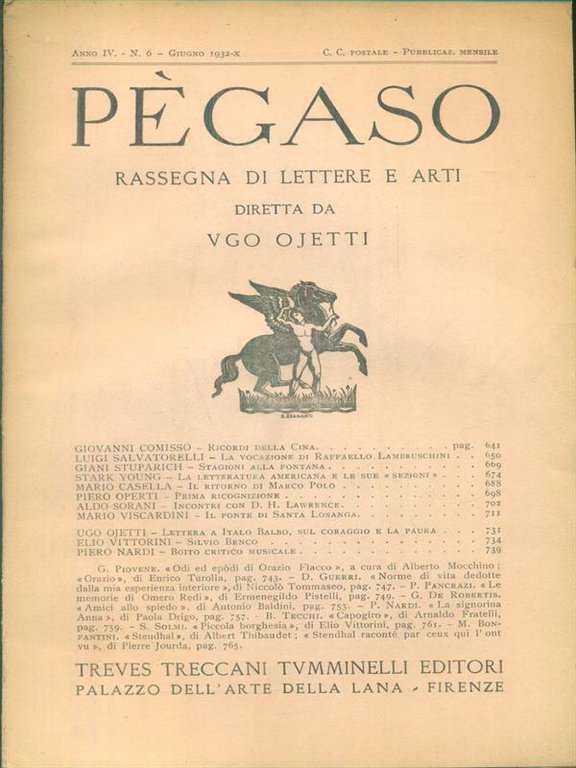 ANNO IV. - N. 6 - GIUGNO 1932-X C. C. POSTALE - PUBBLICAZ. MENSILE
PÈGASO
RASSEGNA DI LETTERE E ARTI
DIRETTA DA
VGO OJETTI
GIOVANNI COMISSO - RICORDI DELLA CINA. . . . . . . . . . . . . pag. 641
LUIGI SALVATORELLI - LA VOCAZIONE DI RAFFAELLO LAMBRUSCHINI . . 650
GIANI STUPARICH - STAGIONI ALLA FONTANA . . . . . . . . . . . . 669
STARK YOUNG - LA LETTERATURA AMERICANA E LE SUE «SEZIONI» . . . 674
MARIO CASELLA - IL RITORNO DI MARCO POLO . . . . . . . . . . . 688
PIERO OPERTI - PRIMA RICOGNIZIONE . . . . . . . . . . . . . . . 698
ALDO SORANI - INCONTRI CON D. H. LAWRENCE. . . . . . . . . . . 702
MARIO VISCARDINI - IL PONTE DI SANTA LOSANGA. . . . . . . . . . 711
UGO OJETTI - LETTERA A ITALO BALBO, SUL CORAGGIO E LA PAURA . . 731
ELIO VITTORINI - SILVIO BENCO . . . . . . . . . . . . . . . . . 734
PIERO NARDI - BOITO CRITICO MUSICALE . . . . . . . . . . . . . 739
G. PIOVENE. «Odi ed epòdi di Orazio Flacco», a cura di Alberto Mocchino ;
«Orazio», di Enrico Turolla, pag. 743. - D. GUERRI. «Norme di vita dedotte
dalla mia esperienza interiore», di Niccolò Tommaseo, pag. 747. - P. PANCRAZI. «Le
memorie di Omero Redi», di Ermenegildo Pistelli, pag. 749. - G. DE ROBERTIS.
«Amici allo spiedo», di Antonio Baldini, pag. 753. - P. NARDI. «La signorina
Anna», di Paola Drigo, pag. 757. - B. TECCHI. «Capogiro», di Arnaldo Fratelli,
pag. 759. - S. SOLMI. «Piccola borghesia», di Elio Vittorini, pag. 761. - M. BON-
FANTINI. «Stendhal», di Albert Thibaudet; «Stendhal raconté par ceux qui l'ont
vu», di Pierre Jourda, pag. 765.
TREVES TRECCANI TVMMINELLI EDITORI
PALAZZO DELL'ARTE DELLA LANA - FIRENZE